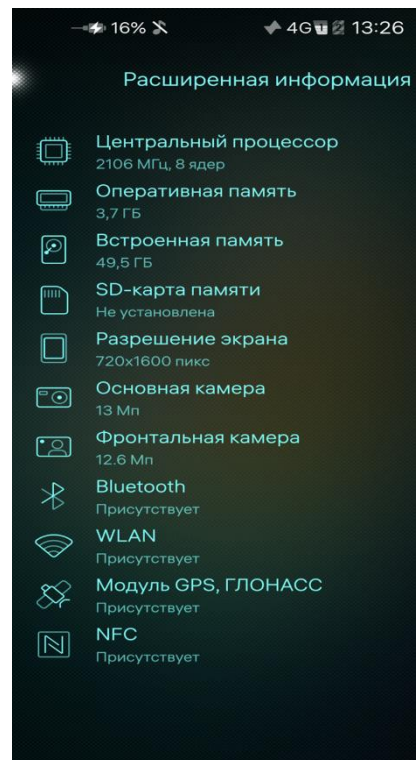 16% 4G 13:26
Расширенная информация
Центральный процессор
2106 МГц, 8 ядер
Оперативная память
3,7 ГБ
Встроенная память
49,5 ГБ
SD-карта памяти
Не установлена
Разрешение экрана
720x1600 пикс
Основная камера
13 Мп
Фронтальная камера
12.6 Мп
Bluetooth
Присутствует
WLAN
Присутствует
Модуль GPS, ГЛОНАСС
Присутствует
NFC
Присутствует